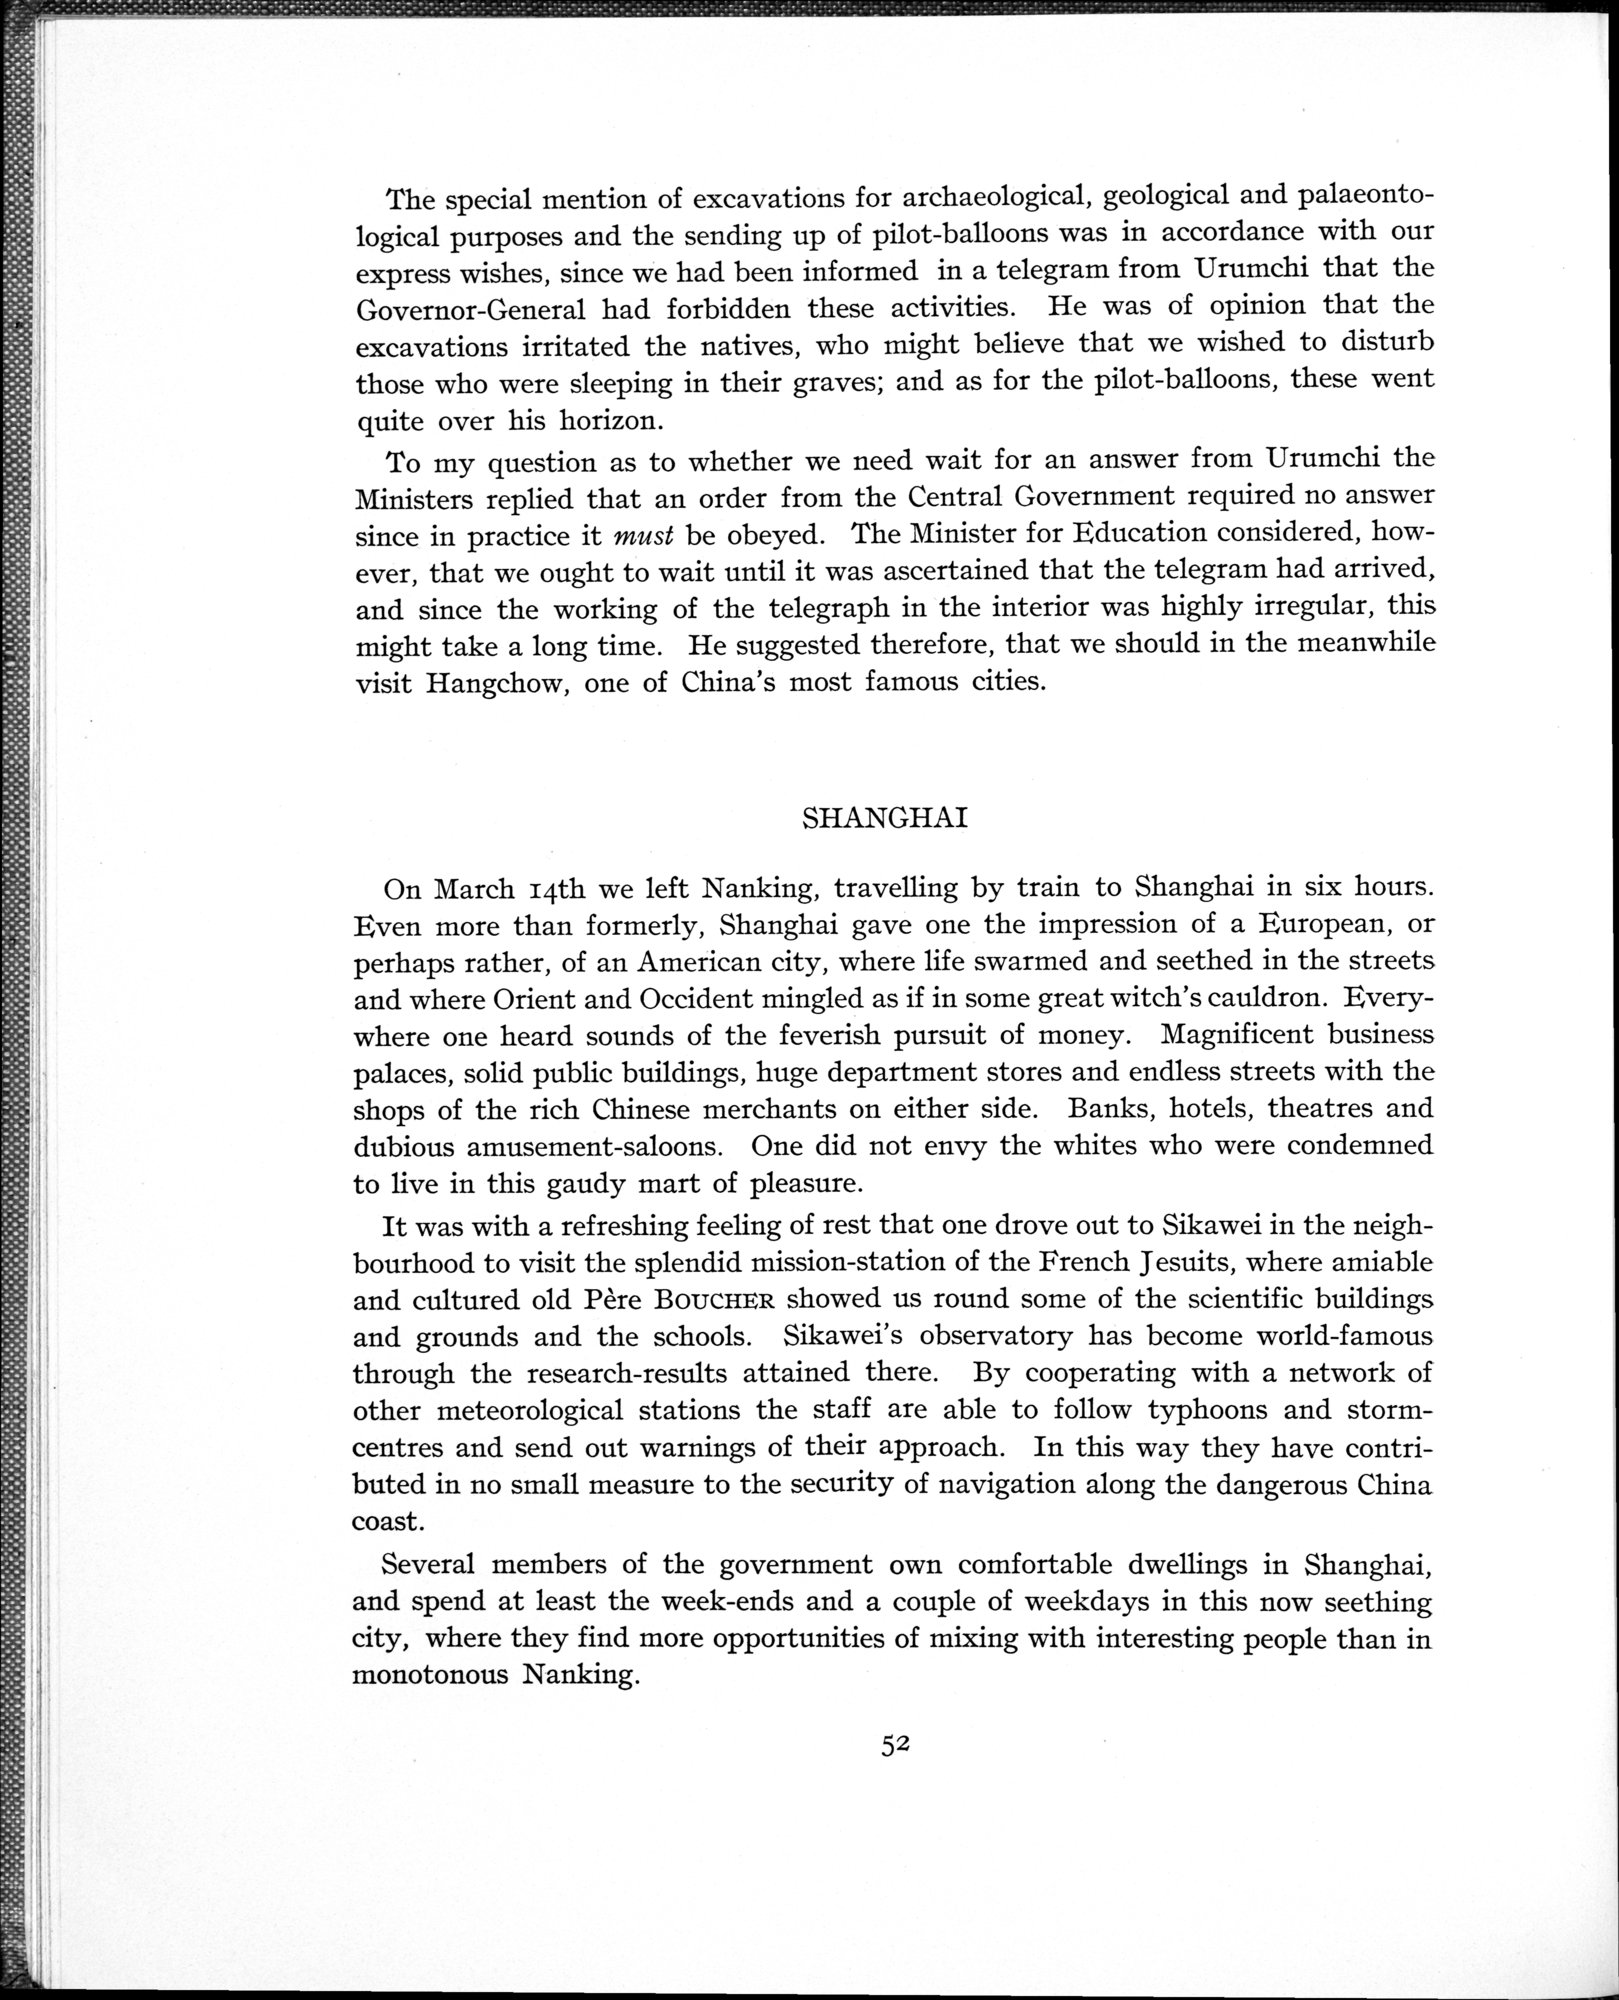 The special mention of excavations for archaeological, geological and palaeonto-
logical purposes and the sending up of pilot-balloons was in accordance with our
express wishes, since we had been informed in a telegram from Urumchi that the
Governor-General had forbidden these activities. He was of opinion that the
excavations irritated the natives, who might believe that we wished to disturb
those who were sleeping in their graves; and as for the pilot-balloons, these went
quite over his horizon.
To my question as to whether we need wait for an answer from Urumchi the
Ministers replied that an order from the Central Government required no answer
since in practice it must be obeyed. The Minister for Education considered, how-
ever, that we ought to wait until it was ascertained that the telegram had arrived,
and since the working of the telegraph in the interior was highly irregular, this
might take a long time. He suggested therefore, that we should in the meanwhile
visit Hangchow, one of China's most famous cities.
SHANGHAI
On March 14th we left Nanking, travelling by train to Shanghai in six hours.
Even more than formerly, Shanghai gave one the impression of a European, or
perhaps rather, of an American city, where life swarmed and seethed in the streets
and where Orient and Occident mingled as if in some great witch's cauldron. Every-
where one heard sounds of the feverish pursuit of money. Magnificent business
palaces, solid public buildings, huge department stores and endless streets with the
shops of the rich Chinese merchants on either side. Banks, hotels, theatres and
dubious amusement-saloons. One did not envy the whites who were condemned
to live in this gaudy mart of pleasure.
It was with a refreshing feeling of rest that one drove out to Sikawei in the neigh-
bourhood to visit the splendid mission-station of the French Jesuits, where amiable
and cultured old Père BOUCHER showed us round some of the scientific buildings
and grounds and the schools. Sikawei's observatory has become world-famous
through the research-results attained there. By cooperating with a network of
other meteorological stations the staff are able to follow typhoons and storm-
centres and send out warnings of their approach. In this way they have contri-
buted in no small measure to the security of navigation along the dangerous China
coast.
Several members of the government own comfortable dwellings in Shanghai,
and spend at least the week-ends and a couple of weekdays in this now seething
city, where they find more opportunities of mixing with interesting people than in
monotonous Nanking.
52